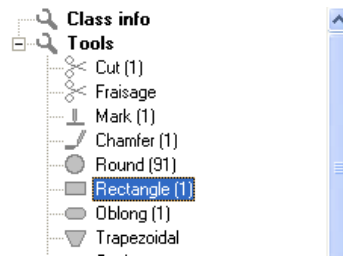 Class info
Tools
Cut (1)
Fraisage
Mark (1)
Chamfer (1)
Round (91)
Rectangle (1)
Oblong (1)
Trapezoidal